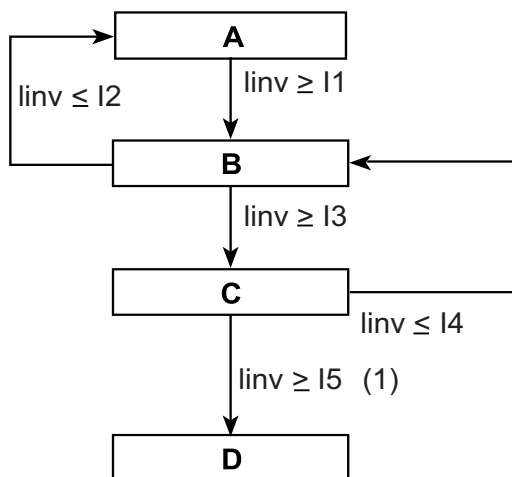 A
Iinv ≥ I1
Iinv ≤ I2
B
Iinv ≥ I3
C
Iinv ≤ I4
Iinv ≥ I5 (1)
D